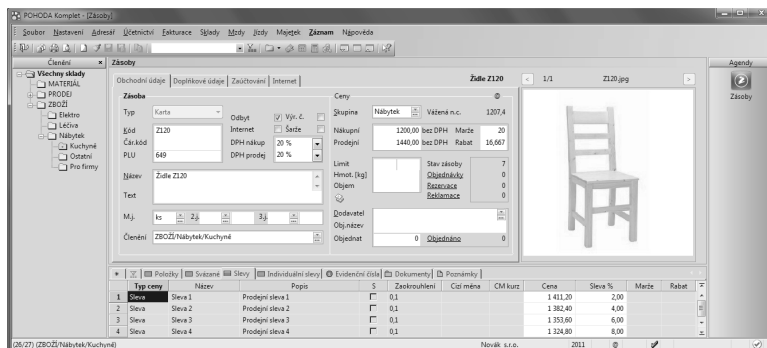 POHODA Komplet - [Zásoby]
Soubor Nastavení Adresář Účetnictví Fakturace Sklady Mzdy Jízdy Majetek Záznam Nápověda
Členění × Zásoby Agendy
Všechny sklady
MATERIÁL
PRODEJ
ZBOŽÍ
Elektro
Léčiva
Nábytek
Kuchyně
Ostatní
Pro firmy
Obchodní údaje Doplňkové údaje Zaúčtování Internet Židle Z120 < 1/1 Z120.jpg >
Zásoby
Zásoba Ceny
Typ Karta Odbyt Výr. č. Skupina Nábytek Vážená n.c. 1207,4
Kód Z120 Internet Šarže Nákupní 1200,00 bez DPH Marže 20
Čár.kód DPH nákup 20 % Prodejní 1440,00 bez DPH Rabat 16,667
PLU 649 DPH prodej 20 %
Limit Stav zásoby 7
Název Židle Z120 Hmot. [kg] Objednávky 0
Objem Rezervace 0
Text Reklamace 0
M.j. ks 2.j. 3.j. Dodavatel
Obj.název
Členění ZBOŽÍ/Nábytek/Kuchyně Objednat 0 Objednáno 0
Položky Svázané Slevy Individuální slevy Evidenční čísla Dokumenty Poznámky
Typ ceny Název Popis S Zaokrouhlení Cizí měna CM kurz Cena Sleva % Marže Rabat
1 Sleva Sleva 1 Prodejní sleva 1 0,1 1 411,20 2,00
2 Sleva Sleva 2 Prodejní sleva 2 0,1 1 382,40 4,00
3 Sleva Sleva 3 Prodejní sleva 3 0,1 1 353,60 6,00
4 Sleva Sleva 4 Prodejní sleva 4 0,1 1 324,80 8,00
(26/27) (ZBOŽÍ/Nábytek/Kuchyně) Novák s.r.o. 2011 @